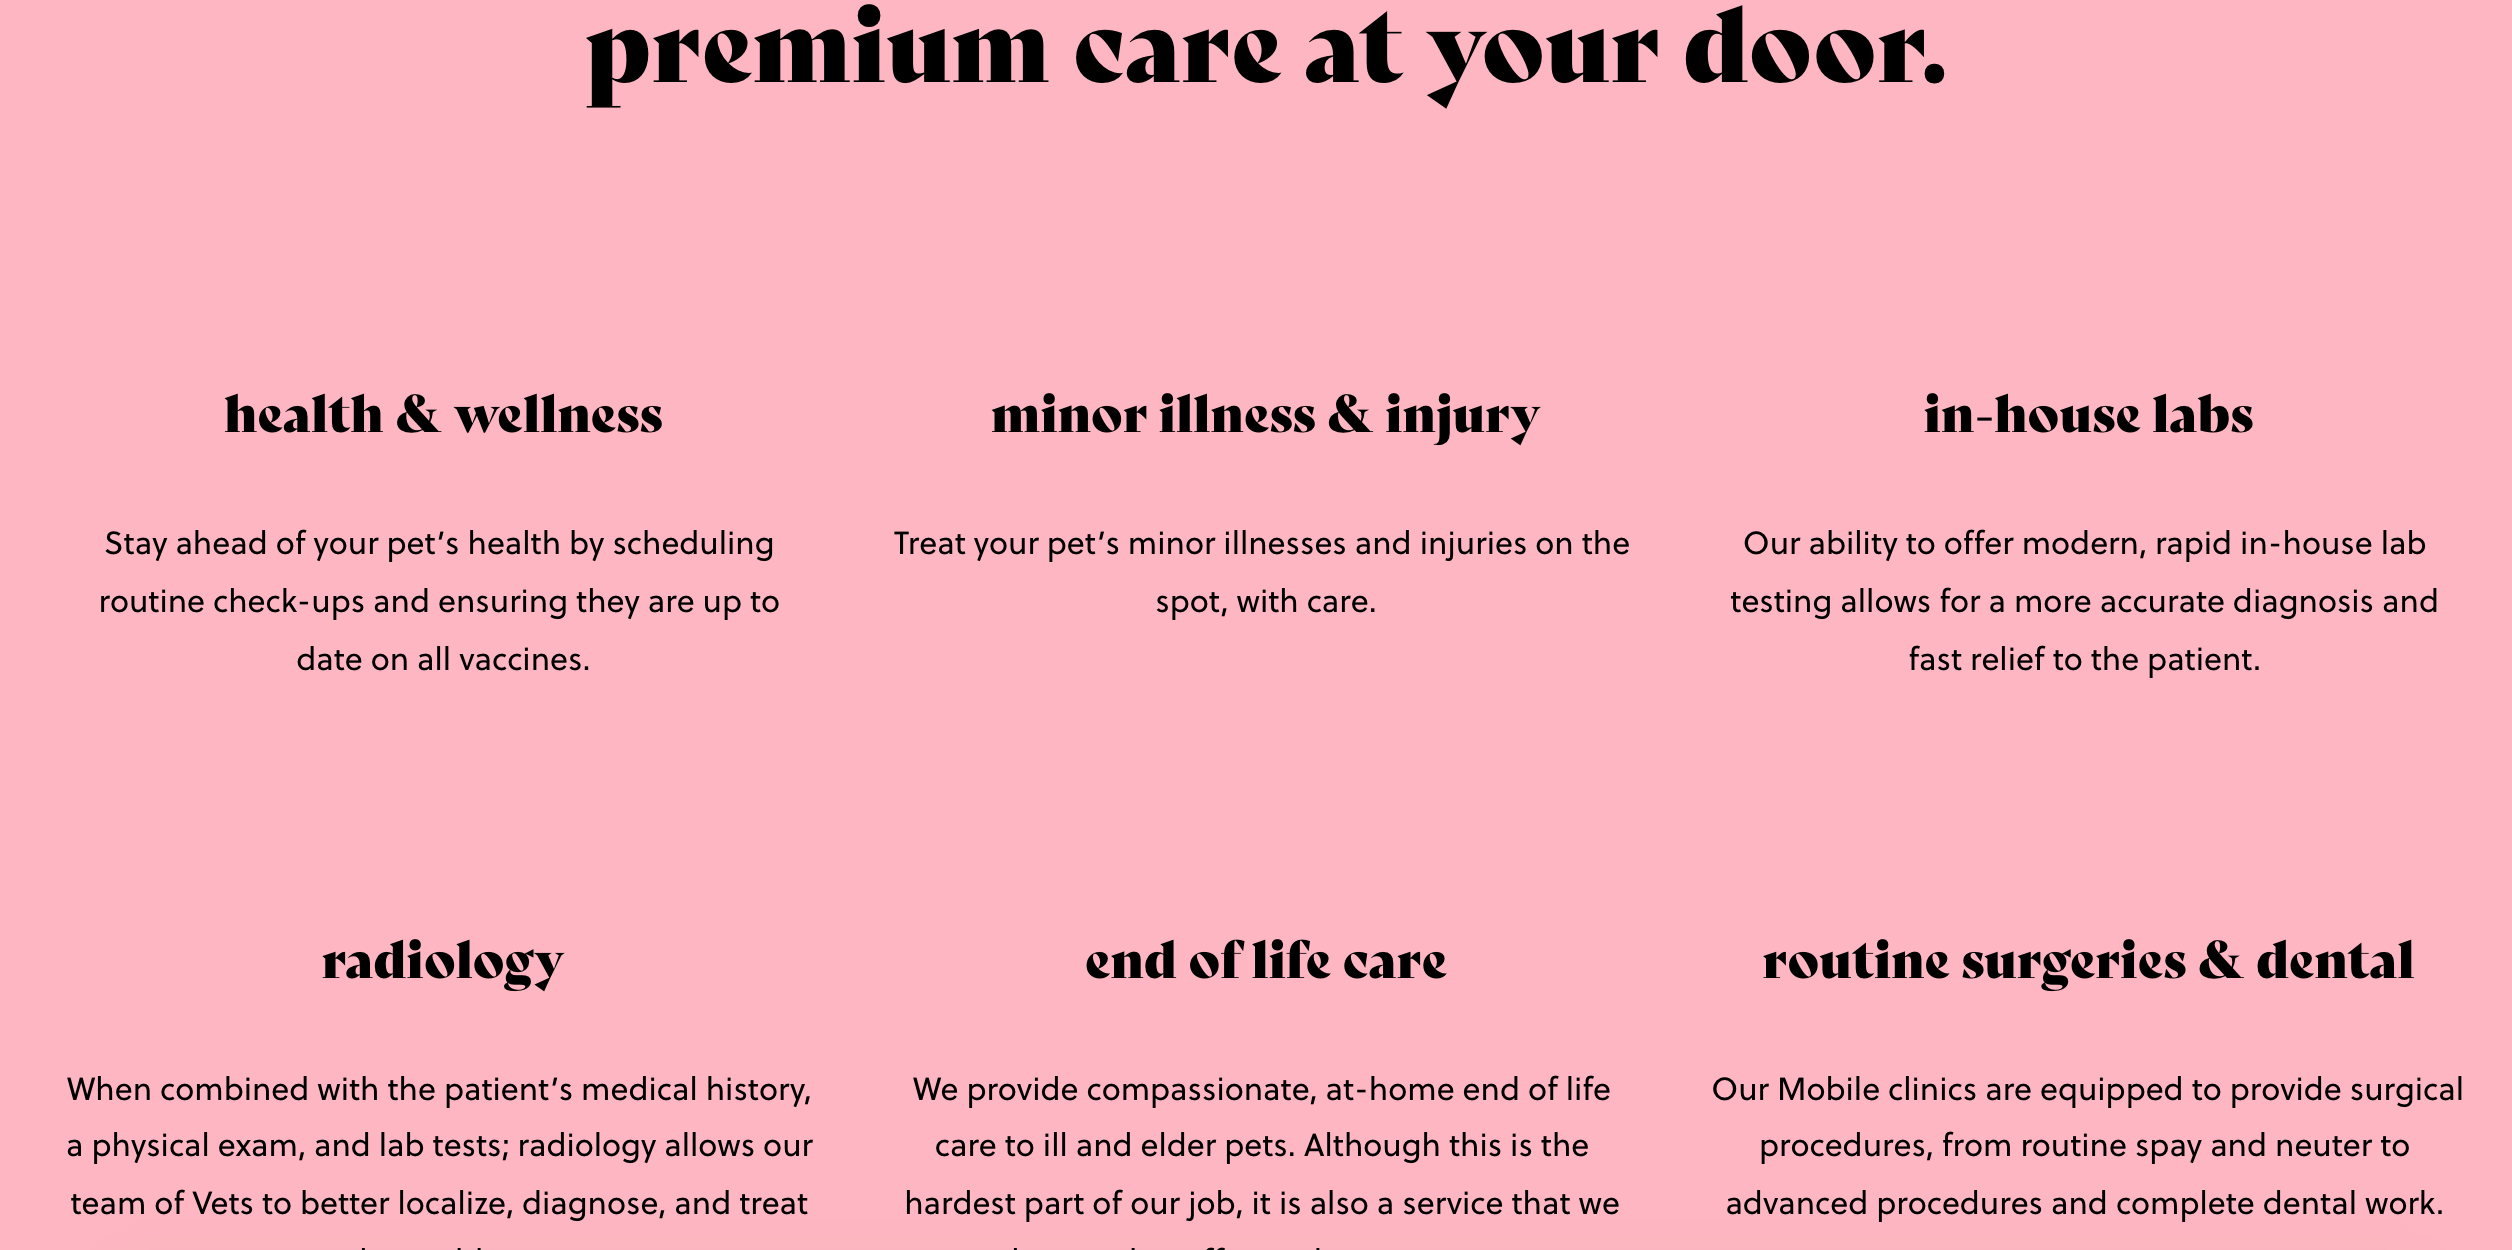 premium care at your door.
health & wellness
Stay ahead of your pet's health by scheduling
routine check-ups and ensuring they are up to
date on all vaccines.
minor illness & injury
Treat your pet's minor illnesses and injuries on the
spot, with care.
in-house labs
Our ability to offer modern, rapid in-house lab
testing allows for a more accurate diagnosis and
fast relief to the patient.
radiology
When combined with the patient's medical history,
a physical exam, and lab tests; radiology allows our
team of Vets to better localize, diagnose, and treat
end of life care
We provide compassionate, at-home end of life
care to ill and elder pets. Although this is the
hardest part of our job, it is also a service that we
routine surgeries & dental
Our Mobile clinics are equipped to provide surgical
procedures, from routine spay and neuter to
advanced procedures and complete dental work.